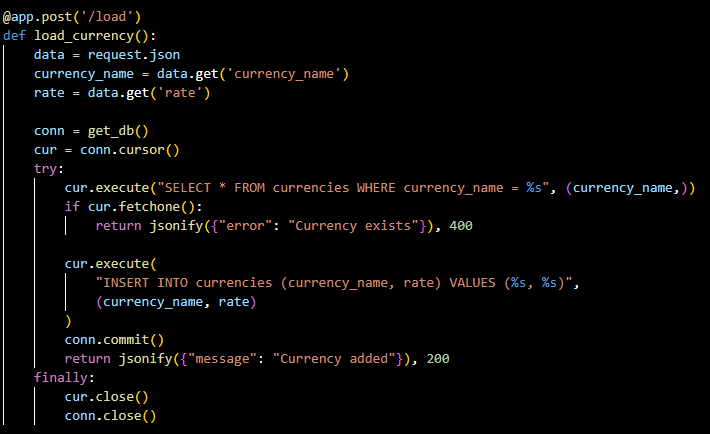 @app.post('/load')
def load_currency():
    data = request.json
    currency_name = data.get('currency_name')
    rate = data.get('rate')

    conn = get_db()
    cur = conn.cursor()
    try:
        cur.execute("SELECT * FROM currencies WHERE currency_name = %s", (currency_name,))
        if cur.fetchone():
            return jsonify({"error": "Currency exists"}), 400

        cur.execute(
            "INSERT INTO currencies (currency_name, rate) VALUES (%s, %s)",
            (currency_name, rate)
        )
        conn.commit()
        return jsonify({"message": "Currency added"}), 200
    finally:
        cur.close()
        conn.close()